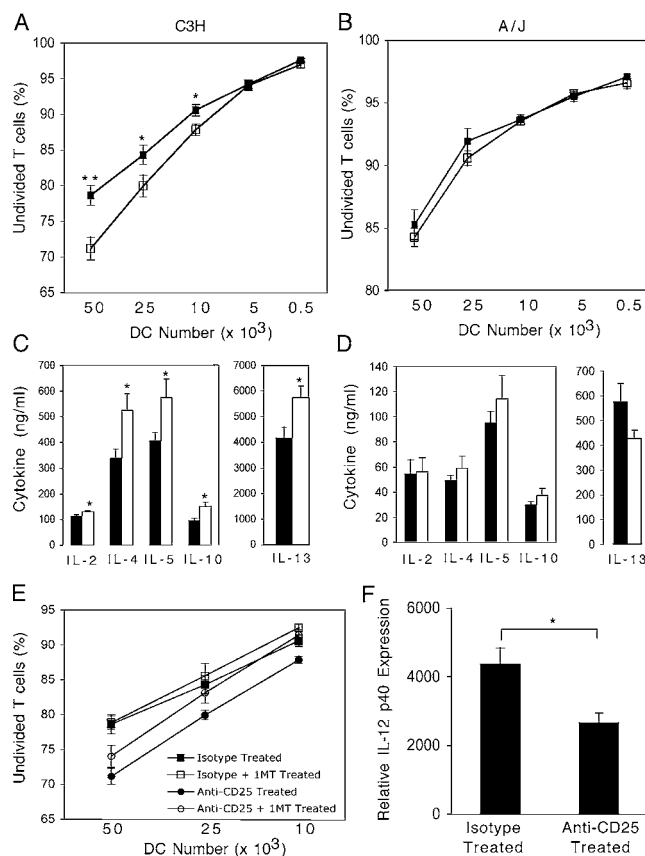 A
C3H
100
95
90
85
80
75
70
65
Undivided T cells (%)
**
*
*
50 25 10 5 0.5
DC Number (x 10³)
B
A/J
100
95
90
85
80
Undivided T cells (%)
50 25 10 5 0.5
DC Number (x 10³)
C
700
600
500
400
300
200
100
0
Cytokine (ng/ml)
*
*
*
*
IL-2 IL-4 IL-5 IL-10
7000
6000
5000
4000
3000
2000
1000
0
*
IL-13
D
140
120
100
80
60
40
20
0
Cytokine (ng/ml)
IL-2 IL-4 IL-5 IL-10
700
600
500
400
300
200
100
0
IL-13
E
95
90
85
80
75
70
65
Undivided T cells (%)
Isotype Treated
Isotype + 1MT Treated
Anti-CD25 Treated
Anti-CD25 + 1MT Treated
50 25 10
DC Number (x 10³)
F
6000
4000
2000
0
Relative IL-12 p40 Expression
*
Isotype Treated
Anti-CD25 Treated